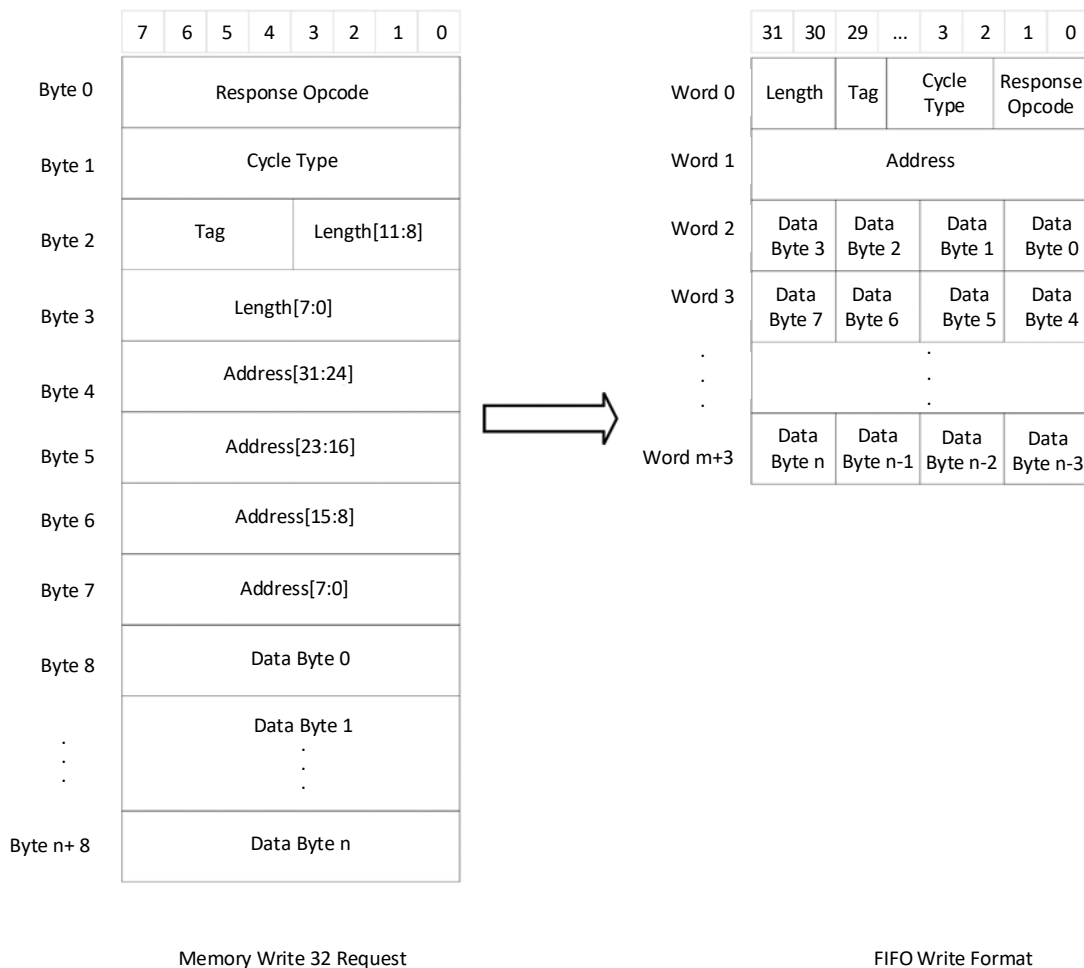 7 6 5 4 3 2 1 0
Byte 0 Response Opcode
Byte 1 Cycle Type
Byte 2 Tag Length[11:8]
Byte 3 Length[7:0]
Byte 4 Address[31:24]
Byte 5 Address[23:16]
Byte 6 Address[15:8]
Byte 7 Address[7:0]
Byte 8 Data Byte 0
Data Byte 1
.
.
.
.
.
.
Byte n+ 8 Data Byte n
Memory Write 32 Request
31 30 29 ... 3 2 1 0
Word 0 Length Tag Cycle Response
Type Opcode
Word 1 Address
Word 2 Data Data Data Data
Byte 3 Byte 2 Byte 1 Byte 0
Word 3 Data Data Data Data
Byte 7 Byte 6 Byte 5 Byte 4
. .
. .
. .
Word m+3 Data Data Data Data
Byte n Byte n-1 Byte n-2 Byte n-3
FIFO Write Format